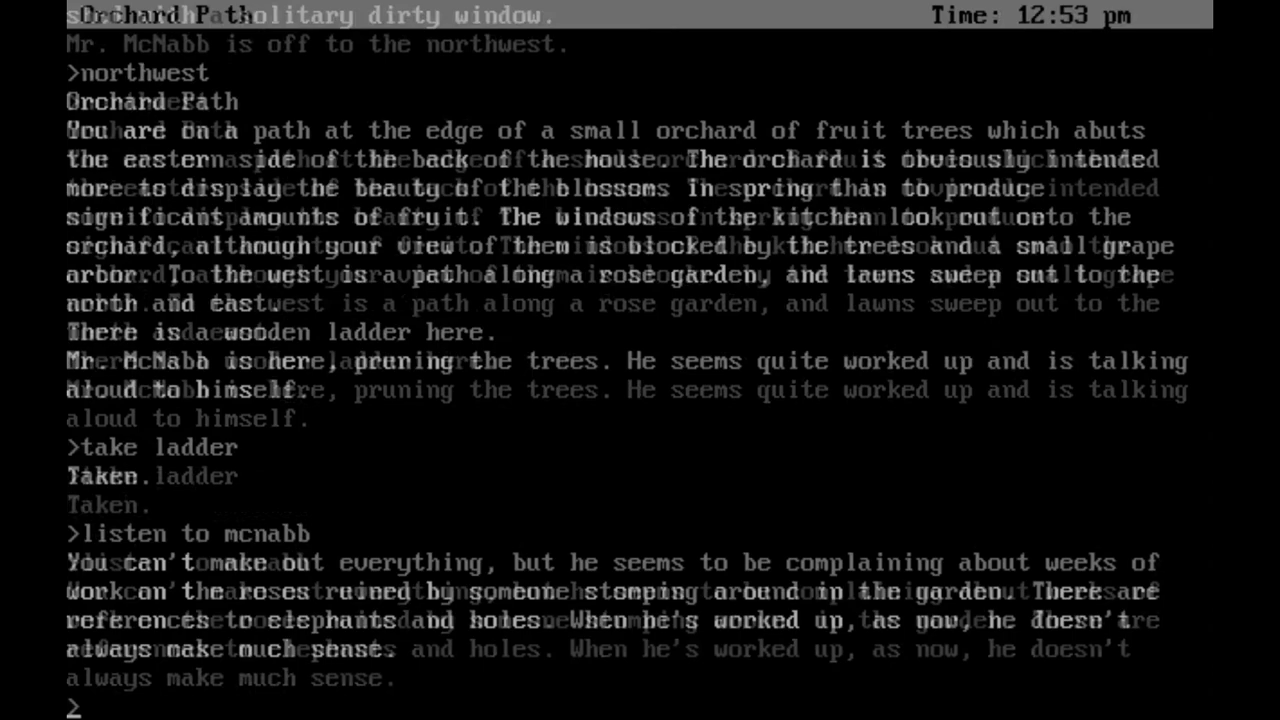 Orchard Path Time: 12:53 pm
solitary dirty window.
Mr. McNabb is off to the northwest.
>northwest
Orchard Path
You are on a path at the edge of a small orchard of fruit trees which abuts
the eastern side of the back of the house. The orchard is obviously intended
more to display the beauty of the blossoms in spring than to produce
significant amounts of fruit. The windows of the kitchen look out onto the
orchard, although your view of them is blocked by the trees and a small grape
arbor. To the west is a path along a rose garden, and lawns sweep out to the
north and east.
There is a wooden ladder here.
Mr. McNabb is here, pruning the trees. He seems quite worked up and is talking
aloud to himself.
>take ladder
Taken.
>listen to mcnabb
You can't make out everything, but he seems to be complaining about weeks of
work on the roses ruined by someone stomping around in the garden. There are
references to elephants and holes. When he's worked up, as now, he doesn't
always make much sense.
>